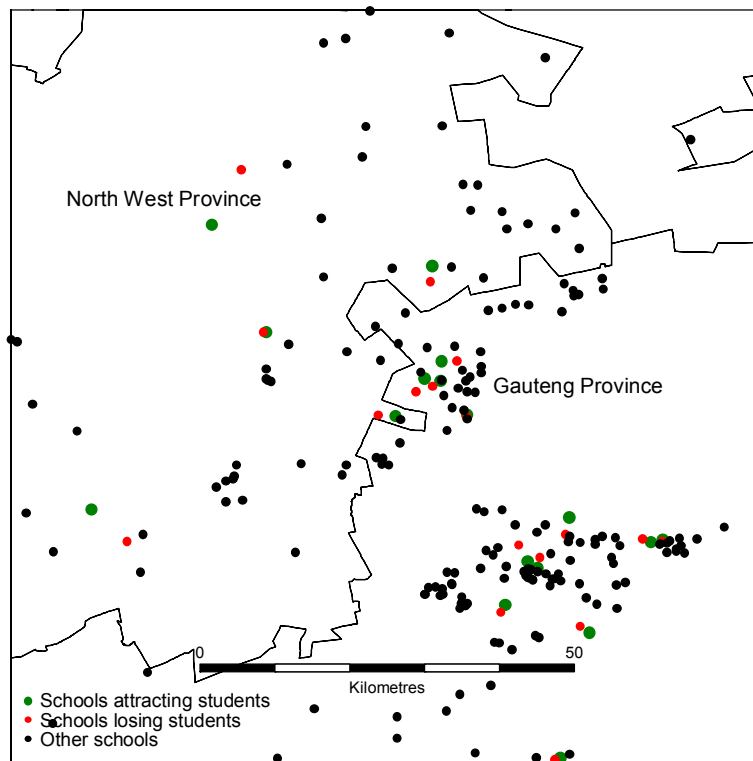 North West Province
Gauteng Province
0 50
Kilometres
Schools attracting students
Schools losing students
Other schools